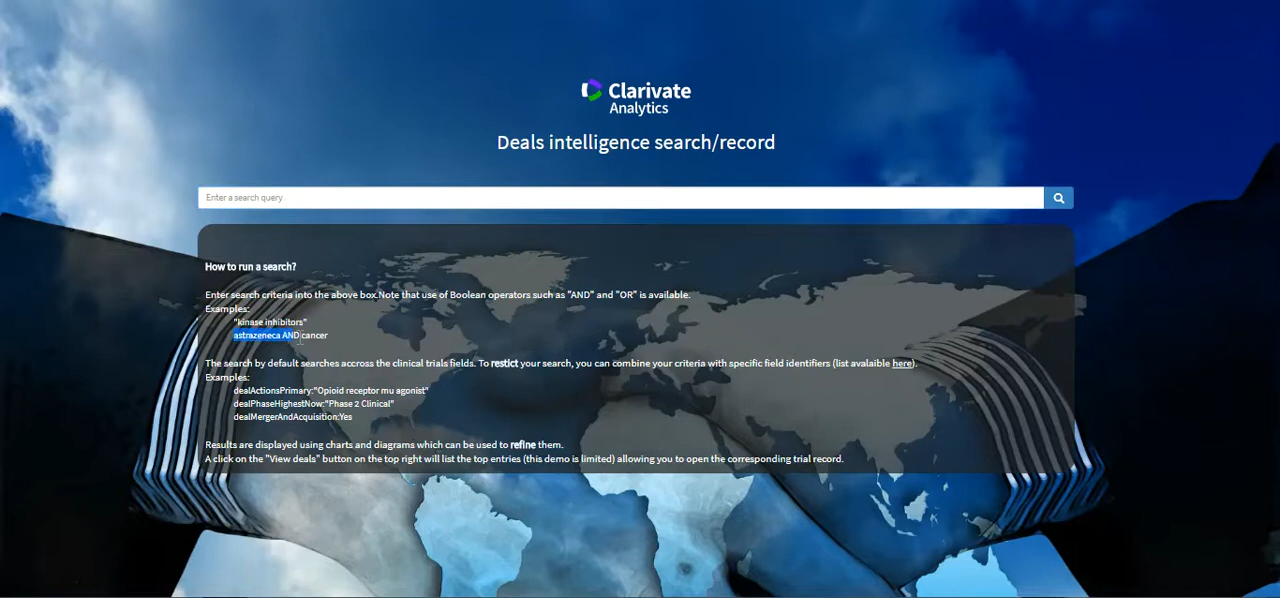 Clarivate
Analytics
Deals intelligence search/record
Enter a search query
How to run a search?
Enter search criteria into the above box.Note that use of Boolean operators such as "AND" and "OR" is available.
Examples:
"kinase inhibitors"
astrazeneca AND cancer
The search by default searches accross the clinical trials fields. To restict your search, you can combine your criteria with specific field identifiers (list avalaible here).
Examples:
dealActionsPrimary:"Opioid receptor mu agonist"
dealPhaseHighestNow:"Phase 2 Clinical"
dealMergerAndAcquisition:Yes
Results are displayed using charts and diagrams which can be used to refine them.
A click on the "View deals" button on the top right will list the top entries (this demo is limited) allowing you to open the corresponding trial record.